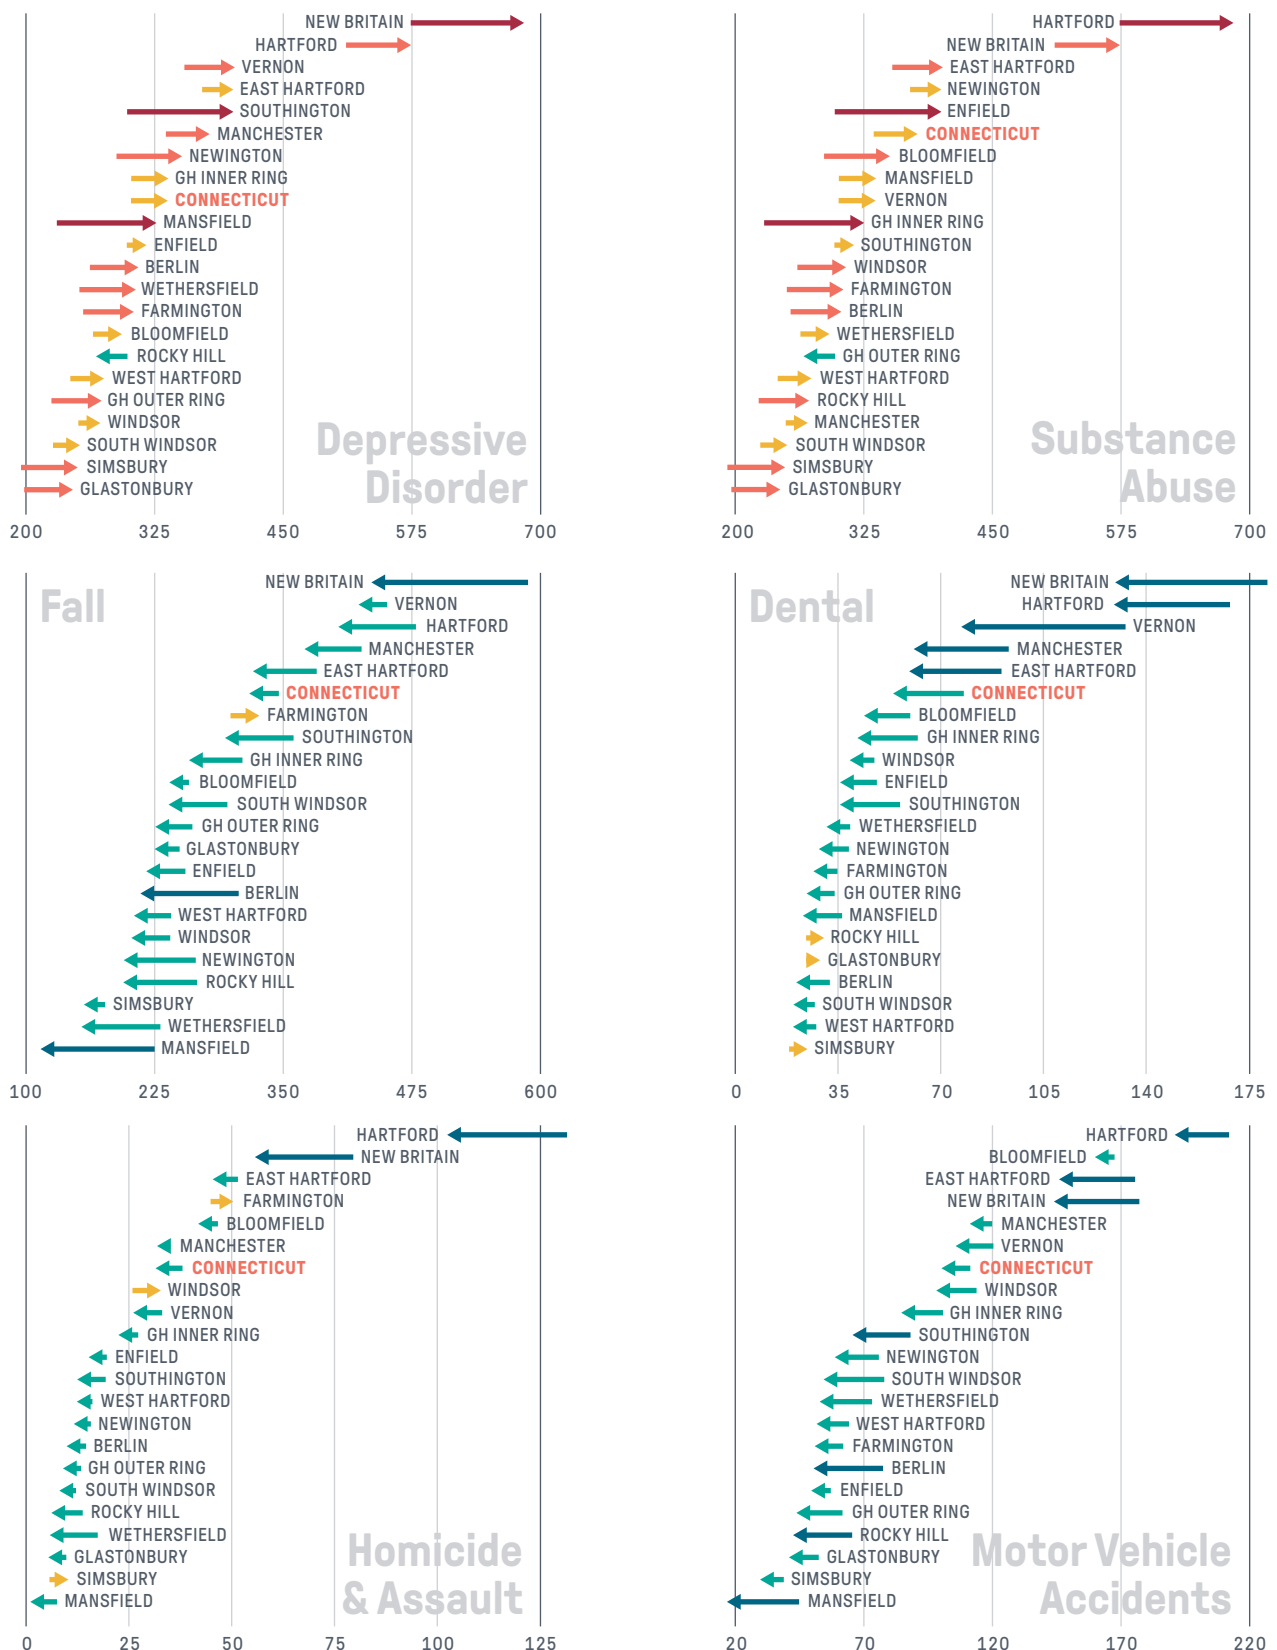 NEW BRITAIN
HARTFORD
VERNON
EAST HARTFORD
SOUTHINGTON
MANCHESTER
NEWINGTON
GH INNER RING
CONNECTICUT
MANSFIELD
ENFIELD
BERLIN
WETHERSFIELD
FARMINGTON
BLOOMFIELD
ROCKY HILL
WEST HARTFORD
GH OUTER RING
WINDSOR
SOUTH WINDSOR
SIMSBURY
GLASTONBURY
Depressive
Disorder
200 325 450 575 700
HARTFORD
NEW BRITAIN
EAST HARTFORD
NEWINGTON
ENFIELD
CONNECTICUT
BLOOMFIELD
MANSFIELD
VERNON
GH INNER RING
SOUTHINGTON
WINDSOR
FARMINGTON
BERLIN
WETHERSFIELD
GH OUTER RING
WEST HARTFORD
ROCKY HILL
MANCHESTER
SOUTH WINDSOR
SIMSBURY
GLASTONBURY
Substance
Abuse
200 325 450 575 700
Fall
NEW BRITAIN
VERNON
HARTFORD
MANCHESTER
EAST HARTFORD
CONNECTICUT
FARMINGTON
SOUTHINGTON
GH INNER RING
BLOOMFIELD
SOUTH WINDSOR
GH OUTER RING
GLASTONBURY
ENFIELD
BERLIN
WEST HARTFORD
WINDSOR
NEWINGTON
ROCKY HILL
SIMSBURY
WETHERSFIELD
MANSFIELD
100 225 350 475 600
Dental
NEW BRITAIN
HARTFORD
VERNON
MANCHESTER
EAST HARTFORD
CONNECTICUT
BLOOMFIELD
GH INNER RING
WINDSOR
ENFIELD
SOUTHINGTON
WETHERSFIELD
NEWINGTON
FARMINGTON
GH OUTER RING
MANSFIELD
ROCKY HILL
GLASTONBURY
BERLIN
SOUTH WINDSOR
WEST HARTFORD
SIMSBURY
0 35 70 105 140 175
HARTFORD
NEW BRITAIN
EAST HARTFORD
FARMINGTON
BLOOMFIELD
MANCHESTER
CONNECTICUT
WINDSOR
VERNON
GH INNER RING
ENFIELD
SOUTHINGTON
WEST HARTFORD
NEWINGTON
BERLIN
GH OUTER RING
SOUTH WINDSOR
ROCKY HILL
WETHERSFIELD
GLASTONBURY
SIMSBURY
MANSFIELD
Homicide
& Assault
0 25 50 75 100 125
HARTFORD
BLOOMFIELD
EAST HARTFORD
NEW BRITAIN
MANCHESTER
VERNON
CONNECTICUT
WINDSOR
GH INNER RING
SOUTHINGTON
NEWINGTON
SOUTH WINDSOR
WETHERSFIELD
WEST HARTFORD
FARMINGTON
BERLIN
ENFIELD
GH OUTER RING
ROCKY HILL
GLASTONBURY
SIMSBURY
MANSFIELD
Motor Vehicle
Accidents
20 70 120 170 220